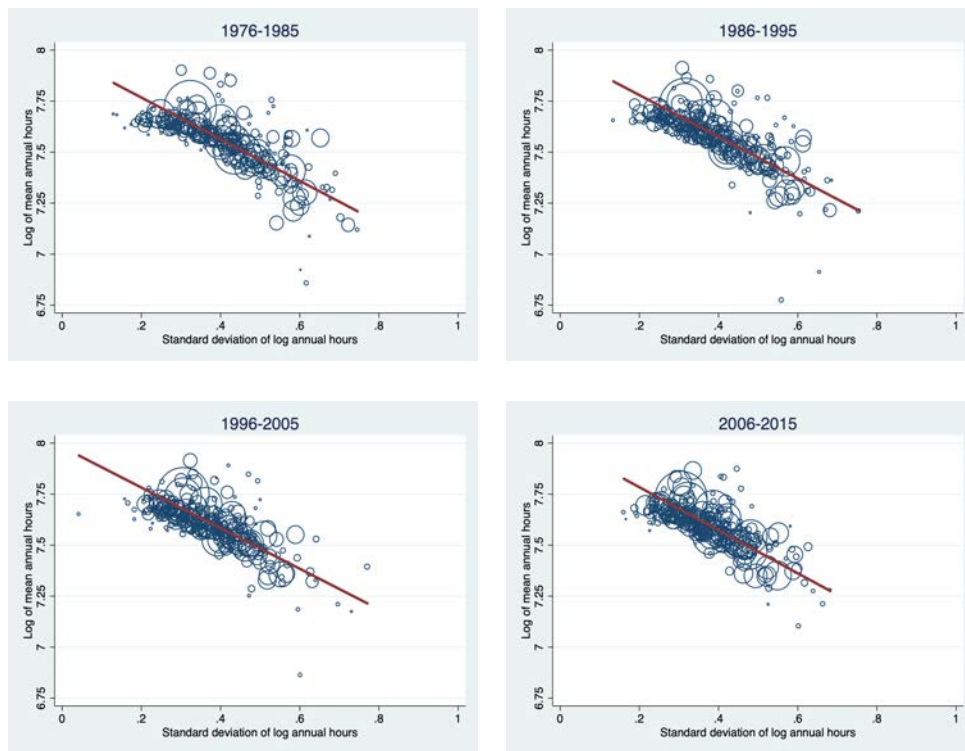 1976-1985
Log of mean annual hours
8
7.75
7.5
7.25
7
6.75
0 .2 .4 .6 .8 1
Standard deviation of log annual hours
1986-1995
Log of mean annual hours
8
7.75
7.5
7.25
7
6.75
0 .2 .4 .6 .8 1
Standard deviation of log annual hours
1996-2005
Log of mean annual hours
8
7.75
7.5
7.25
7
6.75
0 .2 .4 .6 .8 1
Standard deviation of log annual hours
2006-2015
Log of mean annual hours
8
7.75
7.5
7.25
7
6.75
0 .2 .4 .6 .8 1
Standard deviation of log annual hours